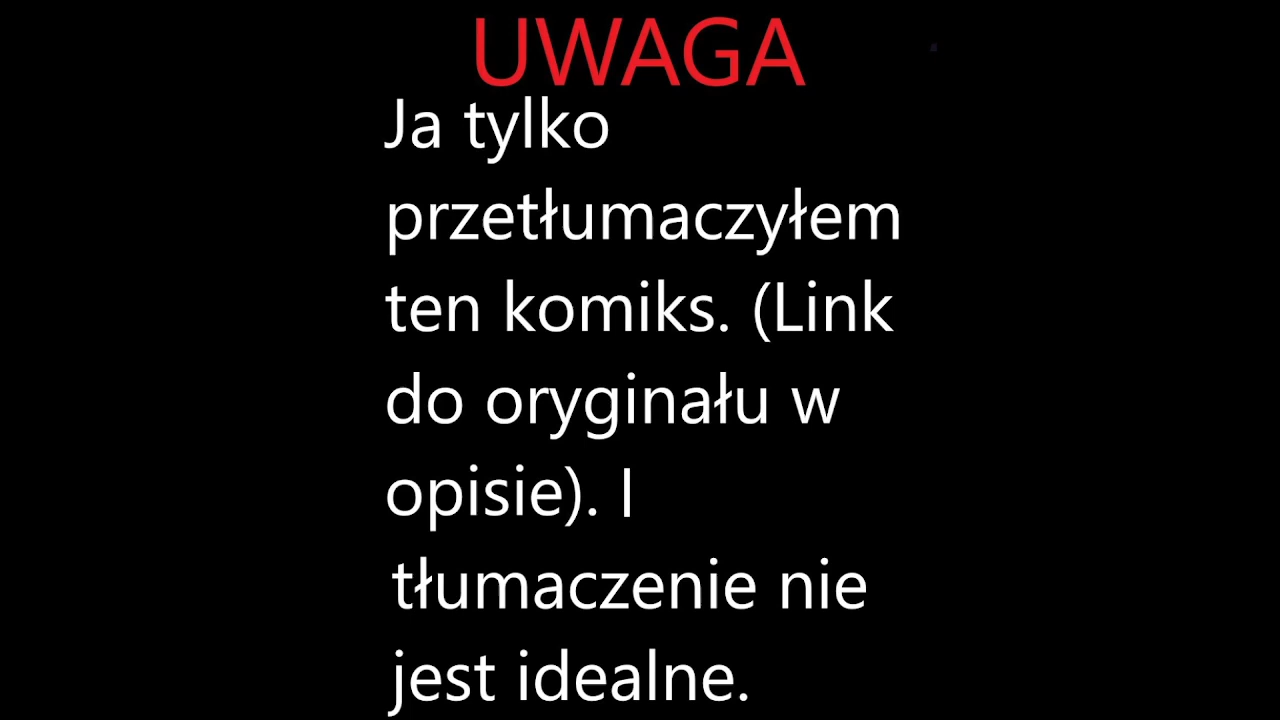 UWAGA
Ja tylko
przetłumaczyłem
ten komiks. (Link
do oryginału w
opisie). I
tłumaczenie nie
jest idealne.